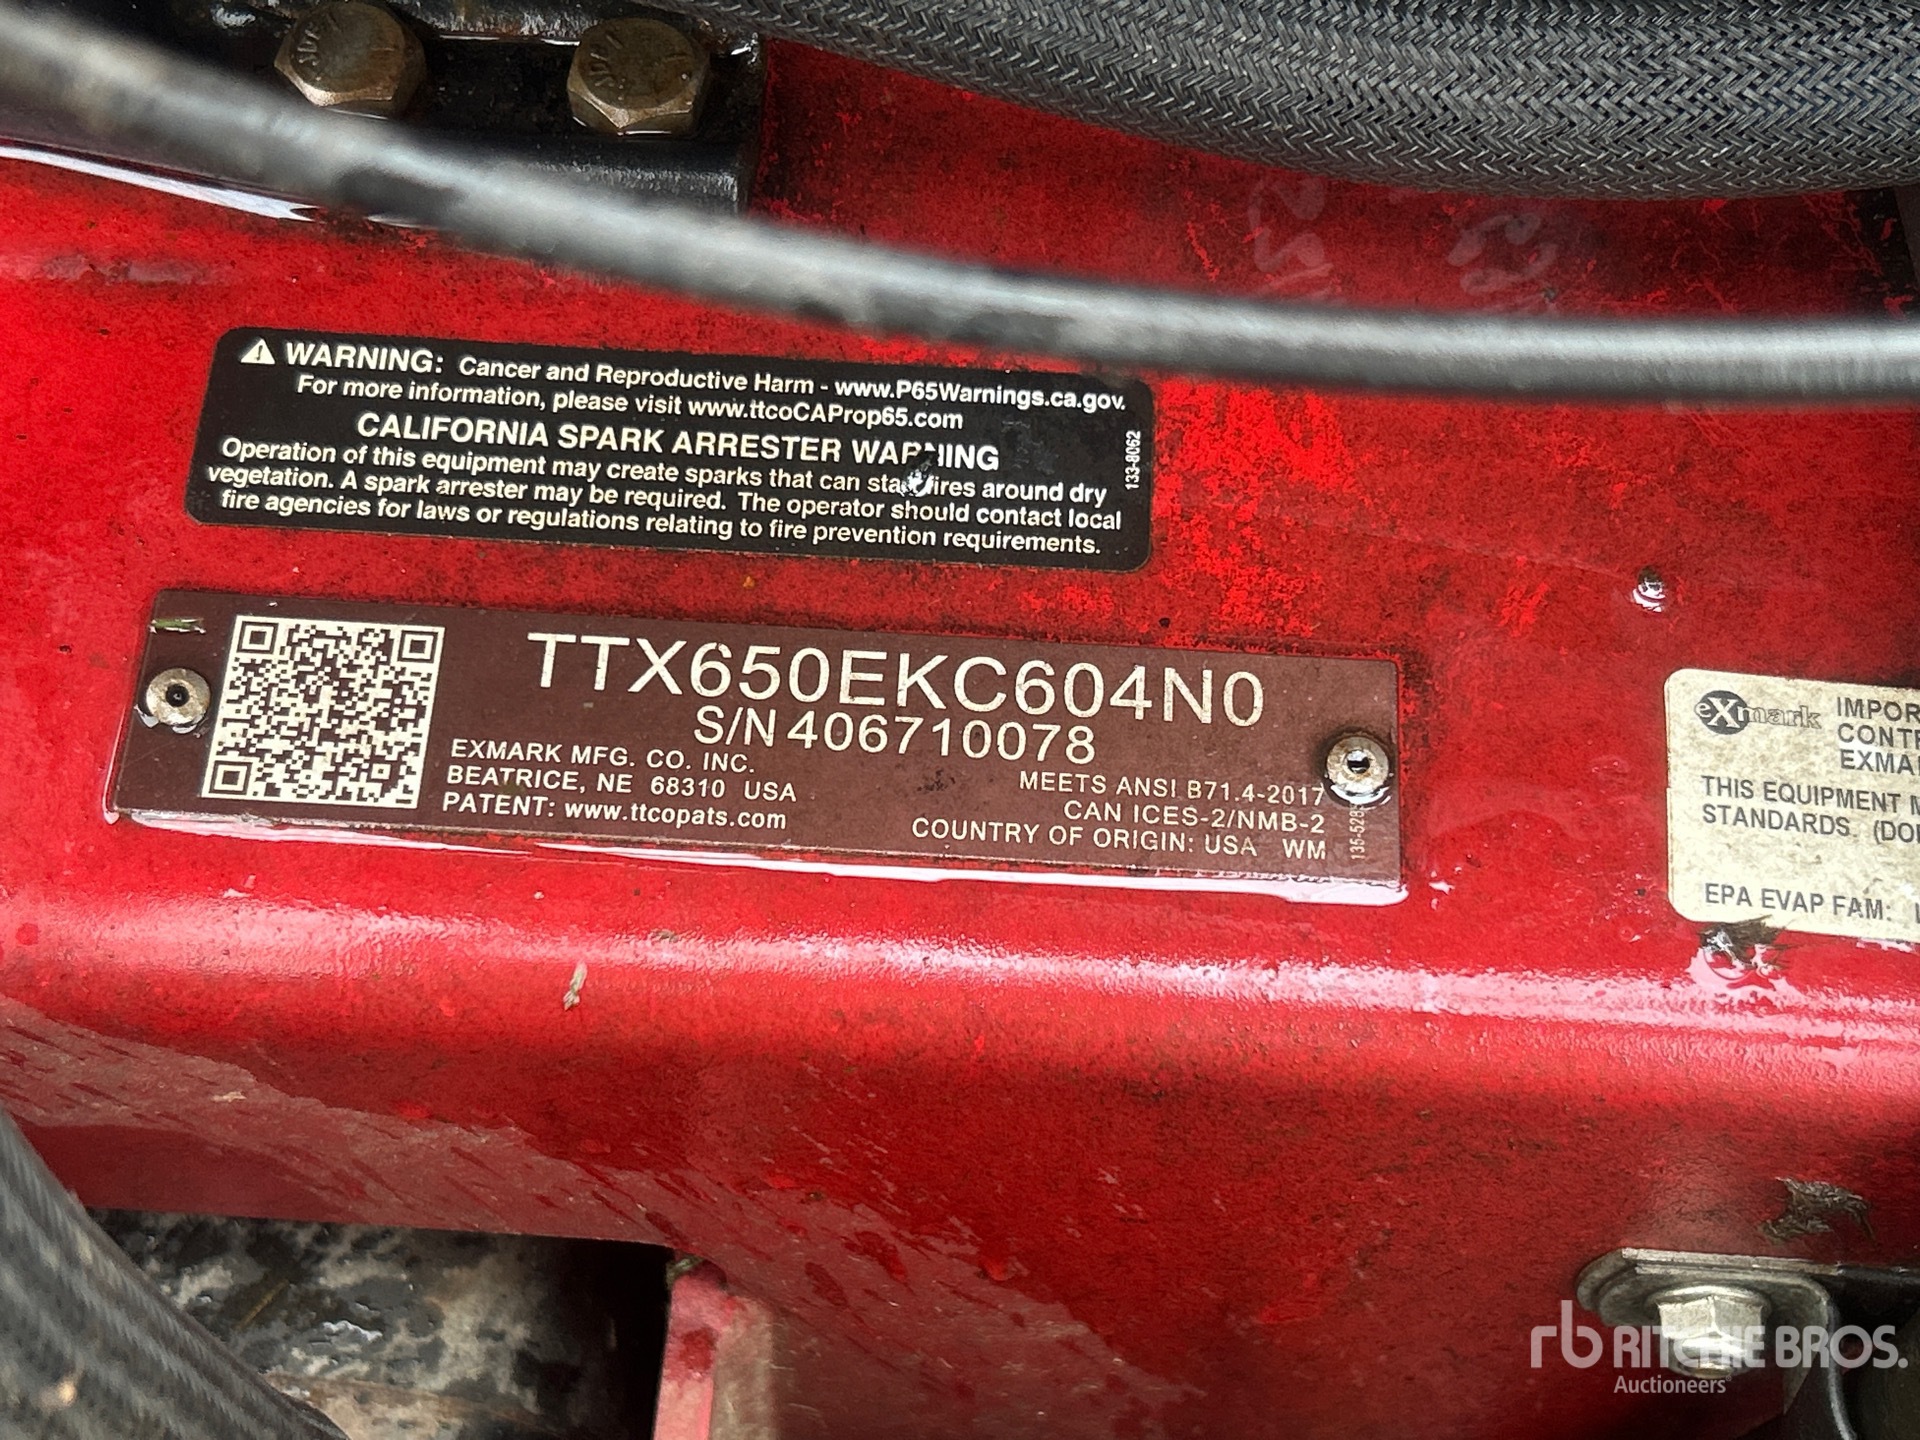 WARNING: Cancer and Reproductive Harm - www.P65Warnings.ca.gov.
For more information, please visit www.ttcoCAProp65.com
CALIFORNIA SPARK ARRESTER WARNING
Operation of this equipment may create sparks that can start fires around dry
vegetation. A spark arrester may be required. The operator should contact local
fire agencies for laws or regulations relating to fire prevention requirements.
133-8062
TTX650EKC604N0
S/N 406710078
EXMARK MFG. CO. INC.
BEATRICE, NE 68310 USA
PATENT: www.ttcopats.com
MEETS ANSI B71.4-2017
CAN ICES-2/NMB-2
COUNTRY OF ORIGIN: USA WM
eXmark
THIS EQUIPMENT
STANDARDS.
EPA EVAP FAM:
rb RITCHIE BROS.
Auctioneers